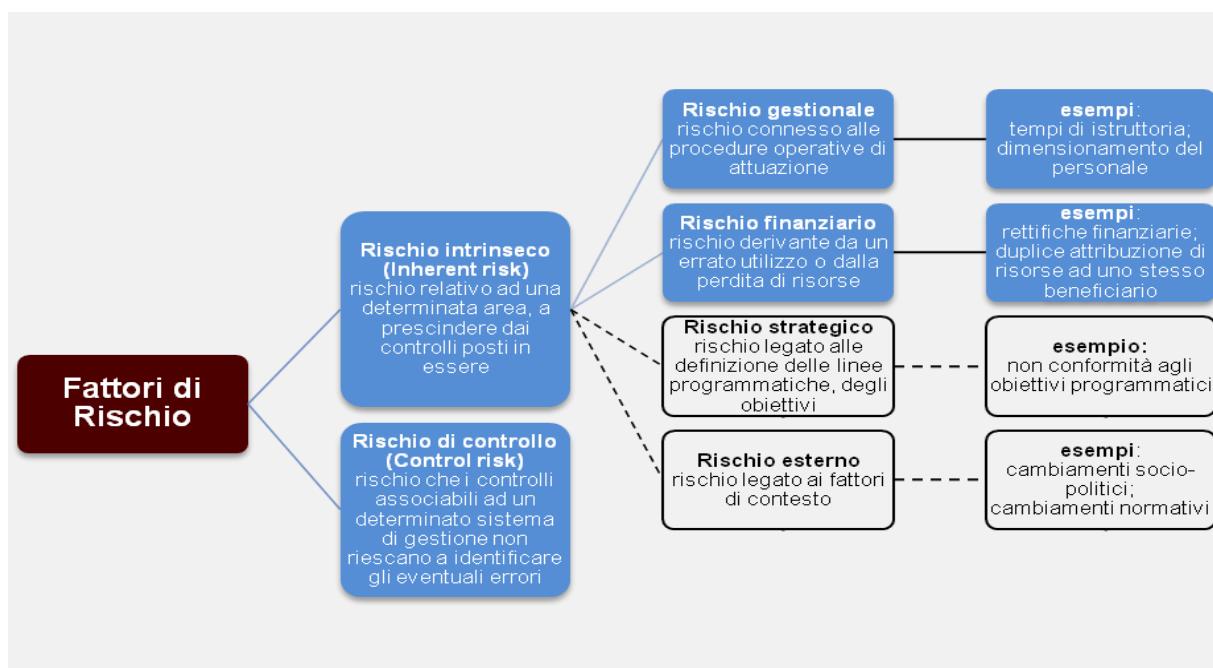 Fattori di
Rischio
Rischio intrinseco
(Inherent risk)
rischio relativo ad una
determinata area, a
prescindere dai
controlli posti in
essere
Rischio di controllo
(Control risk)
rischio che i controlli
associabili ad un
determinato sistema
di gestione non
riescano a identificare
gli eventuali errori
Rischio gestionale
rischio connesso alle
procedure operative di
attuazione
esempi:
tempi di istruttoria;
dimensionamento del
personale
Rischio finanziario
rischio derivante da un
errato utilizzo o dalla
perdita di risorse
esempi:
rettifiche finanziarie;
duplice attribuzione di
risorse ad uno stesso
beneficiario
Rischio strategico
rischio legato alle
definizione delle linee
programmatiche, degli
obiettivi
esempio:
non conformità agli
obiettivi programmatici
Rischio esterno
rischio legato ai fattori
di contesto
esempi:
cambiamenti socio-
politici;
cambiamenti normativi